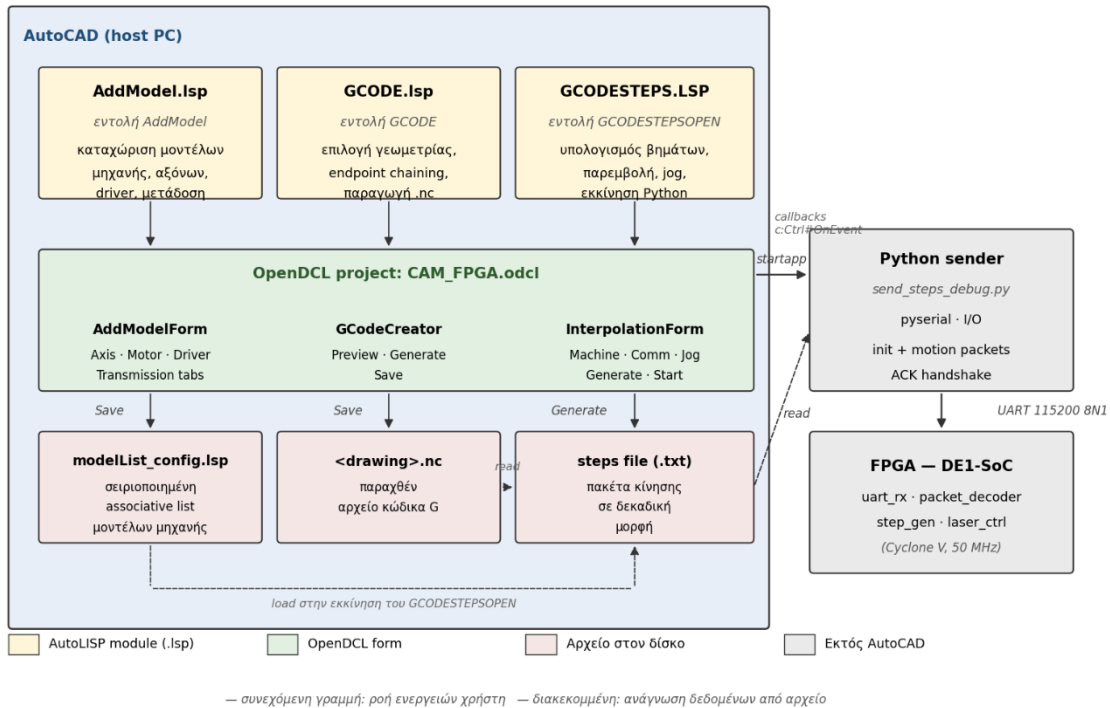 AutoCAD (host PC)
AddModel.lsp
εντολή AddModel
καταχώριση μοντέλων
μηχανής, αξόνων,
driver, μετάδοση
GCODE.lsp
εντολή GCODE
επιλογή γεωμετρίας,
endpoint chaining,
παραγωγή .nc
GCODESTEPS.LSP
εντολή GCODESTEPSOPEN
υπολογισμός βημάτων,
παρεμβολή, jog,
εκκίνηση Python
callbacks
c:Ctrl#OnEvent
startapp
OpenDCL project: CAM_FPGA.odcl
AddModelForm
Axis · Motor · Driver
Transmission tabs
GCodeCreator
Preview · Generate
Save
InterpolationForm
Machine · Comm · Jog
Generate · Start
Python sender
send_steps_debug.py
pyserial · I/O
init + motion packets
ACK handshake
Save
Save
Generate
read
UART 115200 8N1
modelList_config.lsp
σειριοποιημένη
associative list
μοντέλων μηχανής
<drawing>.nc
παραχθέν
αρχείο κώδικα G
read
steps file (.txt)
πακέτα κίνησης
σε δεκαδική
μορφή
FPGA — DE1-SoC
uart_rx · packet_decoder
step_gen · laser_ctrl
(Cyclone V, 50 MHz)
load στην εκκίνηση του GCODESTEPSOPEN
AutoLISP module (.lsp)
OpenDCL form
Αρχείο στον δίσκο
Εκτός AutoCAD
— συνεχόμενη γραμμή: ροή ενεργειών χρήστη — διακεκομμένη: ανάγνωση δεδομένων από αρχείο